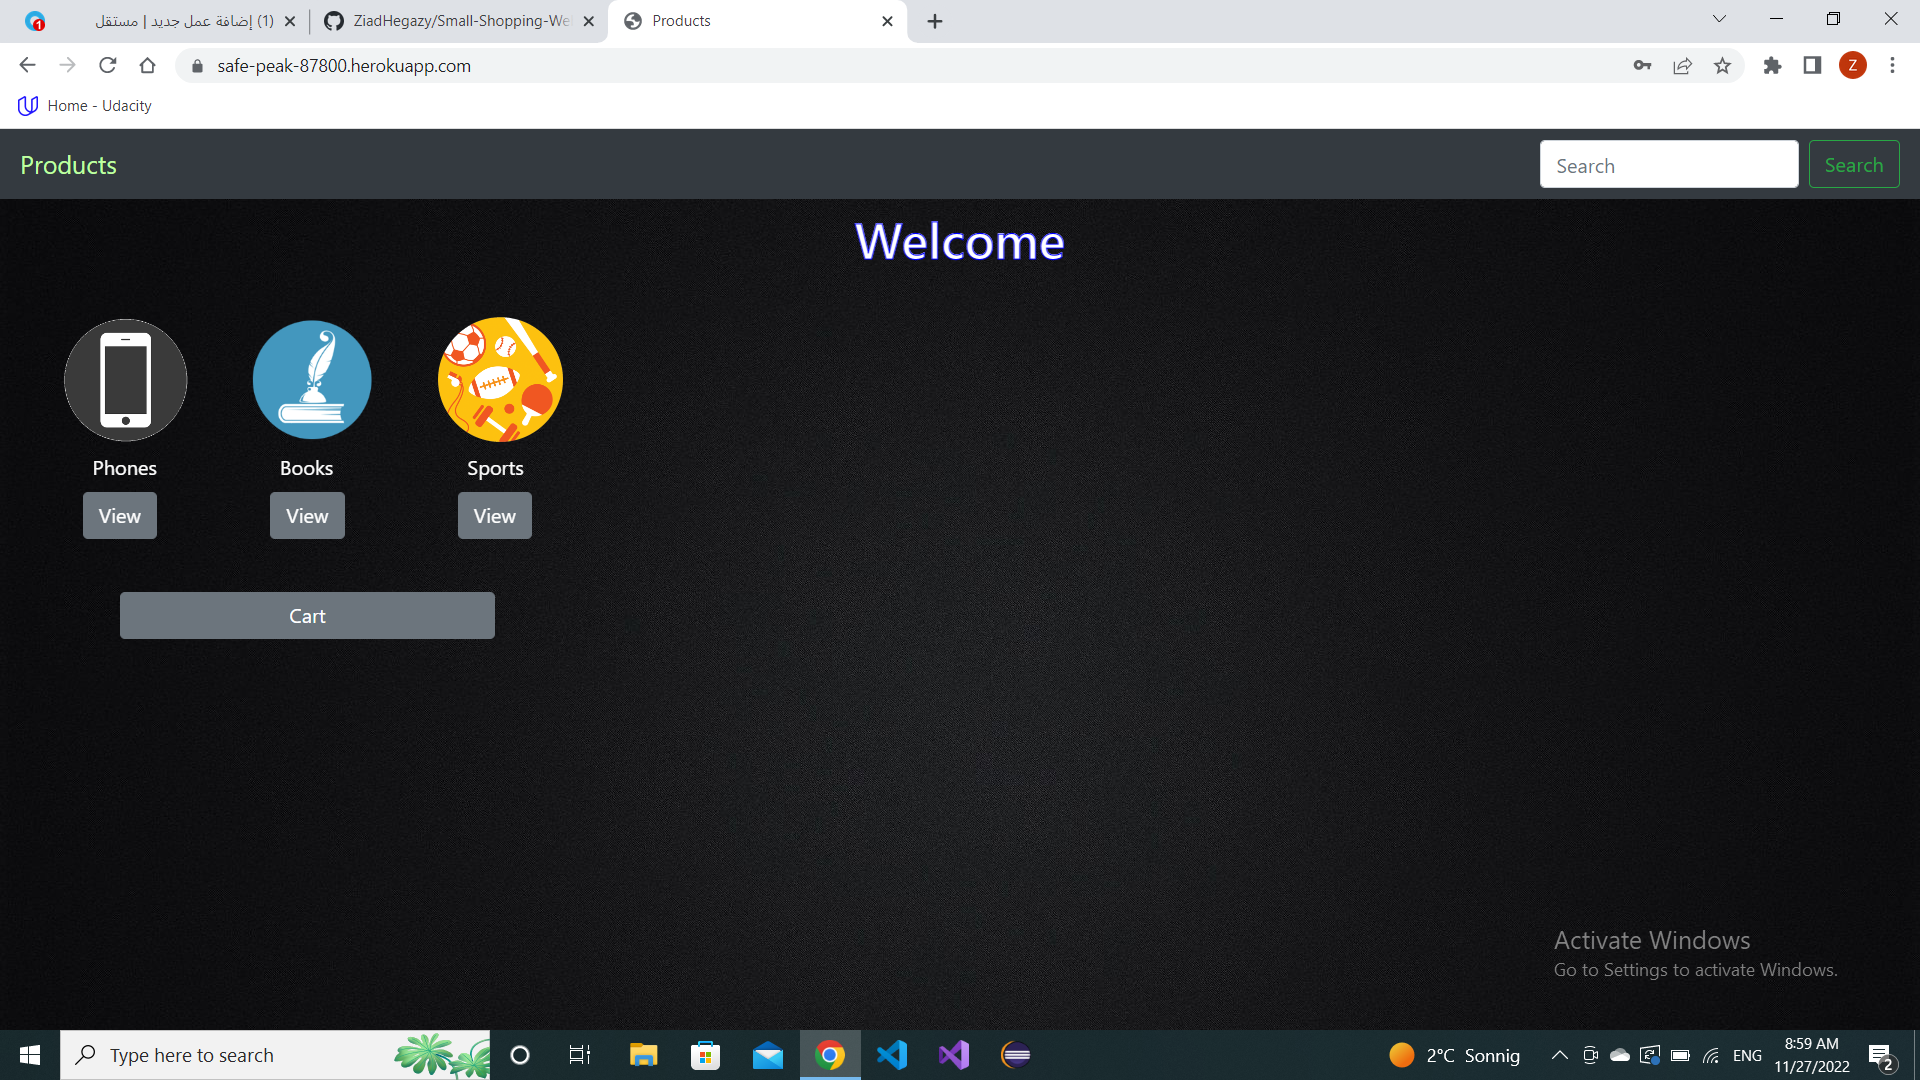 (1) إضافة عمل جديد | مستقل
ZiadHegazy/Small-Shopping-We
Products
safe-peak-87800.herokuapp.com
Z
Home - Udacity
Products
Search
Search
Welcome
Phones
Books
Sports
View
View
View
Cart
Activate Windows
Go to Settings to activate Windows.
Type here to search
2°C Sonnig
ENG
8:59 AM
11/27/2022
2